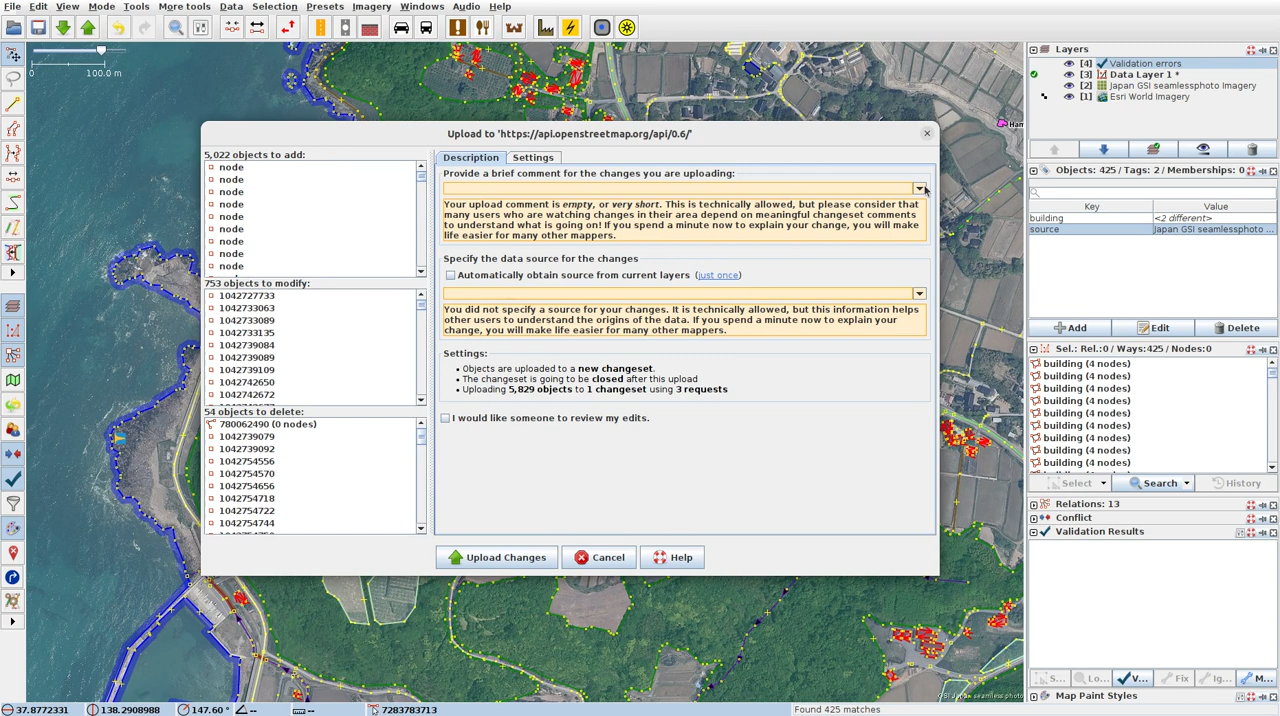 File Edit View Mode Tools More tools Data Selection Presets Imagery Windows Audio Help
0 100.0 m
Upload to 'https://api.openstreetmap.org/api/0.6/'
5,022 objects to add:
node
node
node
node
node
node
node
node
node
753 objects to modify:
1042727733
1042733063
1042733089
1042733135
1042739084
1042739089
1042739109
1042742650
1042742672
54 objects to delete:
780062490 (0 nodes)
1042739079
1042739092
1042754556
1042754570
1042754656
1042754718
1042754722
1042754744
Description Settings
Provide a brief comment for the changes you are uploading:
Your upload comment is empty, or very short. This is technically allowed, but please consider that
many users who are watching changes in their area depend on meaningful changeset comments
to understand what is going on! If you spend a minute now to explain your change, you will make
life easier for many other mappers.
Specify the data source for the changes
Automatically obtain source from current layers (just once)
You did not specify a source for your changes. It is technically allowed, but this information helps
other users to understand the origins of the data. If you spend a minute now to explain your
change, you will make life easier for many other mappers.
Settings:
• Objects are uploaded to a new changeset.
• The changeset is going to be closed after this upload
• Uploading 5,829 objects to 1 changeset using 3 requests
I would like someone to review my edits.
Upload Changes Cancel Help
Layers
[4] Validation errors
[3] Data Layer 1 *
[2] Japan GSI seamlessphoto Imagery
[1] Esri World Imagery
Objects: 425 / Tags: 2 / Memberships: 0
Key Value
building <2 different>
source Japan GSI seamlessphoto ...
Add Edit Delete
Sel.: Rel.:0 / Ways:425 / Nodes:0
building (4 nodes)
building (4 nodes)
building (4 nodes)
building (4 nodes)
building (4 nodes)
building (4 nodes)
building (4 nodes)
building (4 nodes)
building (4 nodes)
Select Search History
Relations: 13
Conflict
Validation Results
S... Lo... V... Fix Ig... M...
Map Paint Styles
37.8772331 138.2908988 147.60 ° -- -- 7283783713 Found 425 matches